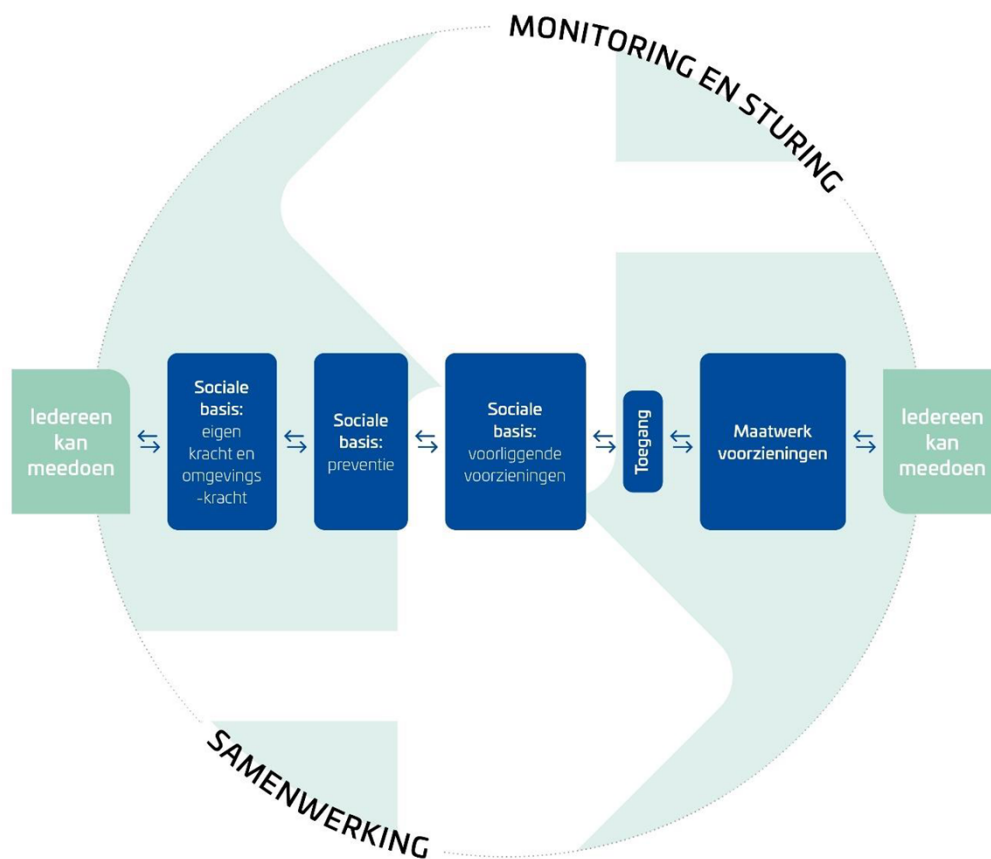 MONITORING EN STURING
Iedereen
kan
meedoen
Sociale
basis:
eigen
kracht en
omgevings
-kracht
Sociale
basis:
preventie
Sociale
basis:
voorliggende
voorzieningen
Toegang
Maatwerk
voorzieningen
Iedereen
kan
meedoen
SAMENWERKING